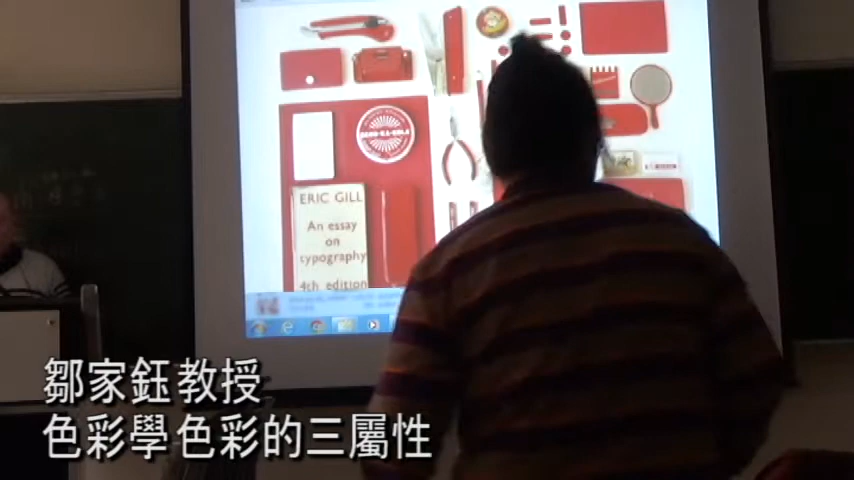 ERIC GILL
An essay
on
typography
4th edition
鄒家鈺教授
色彩學色彩的三屬性